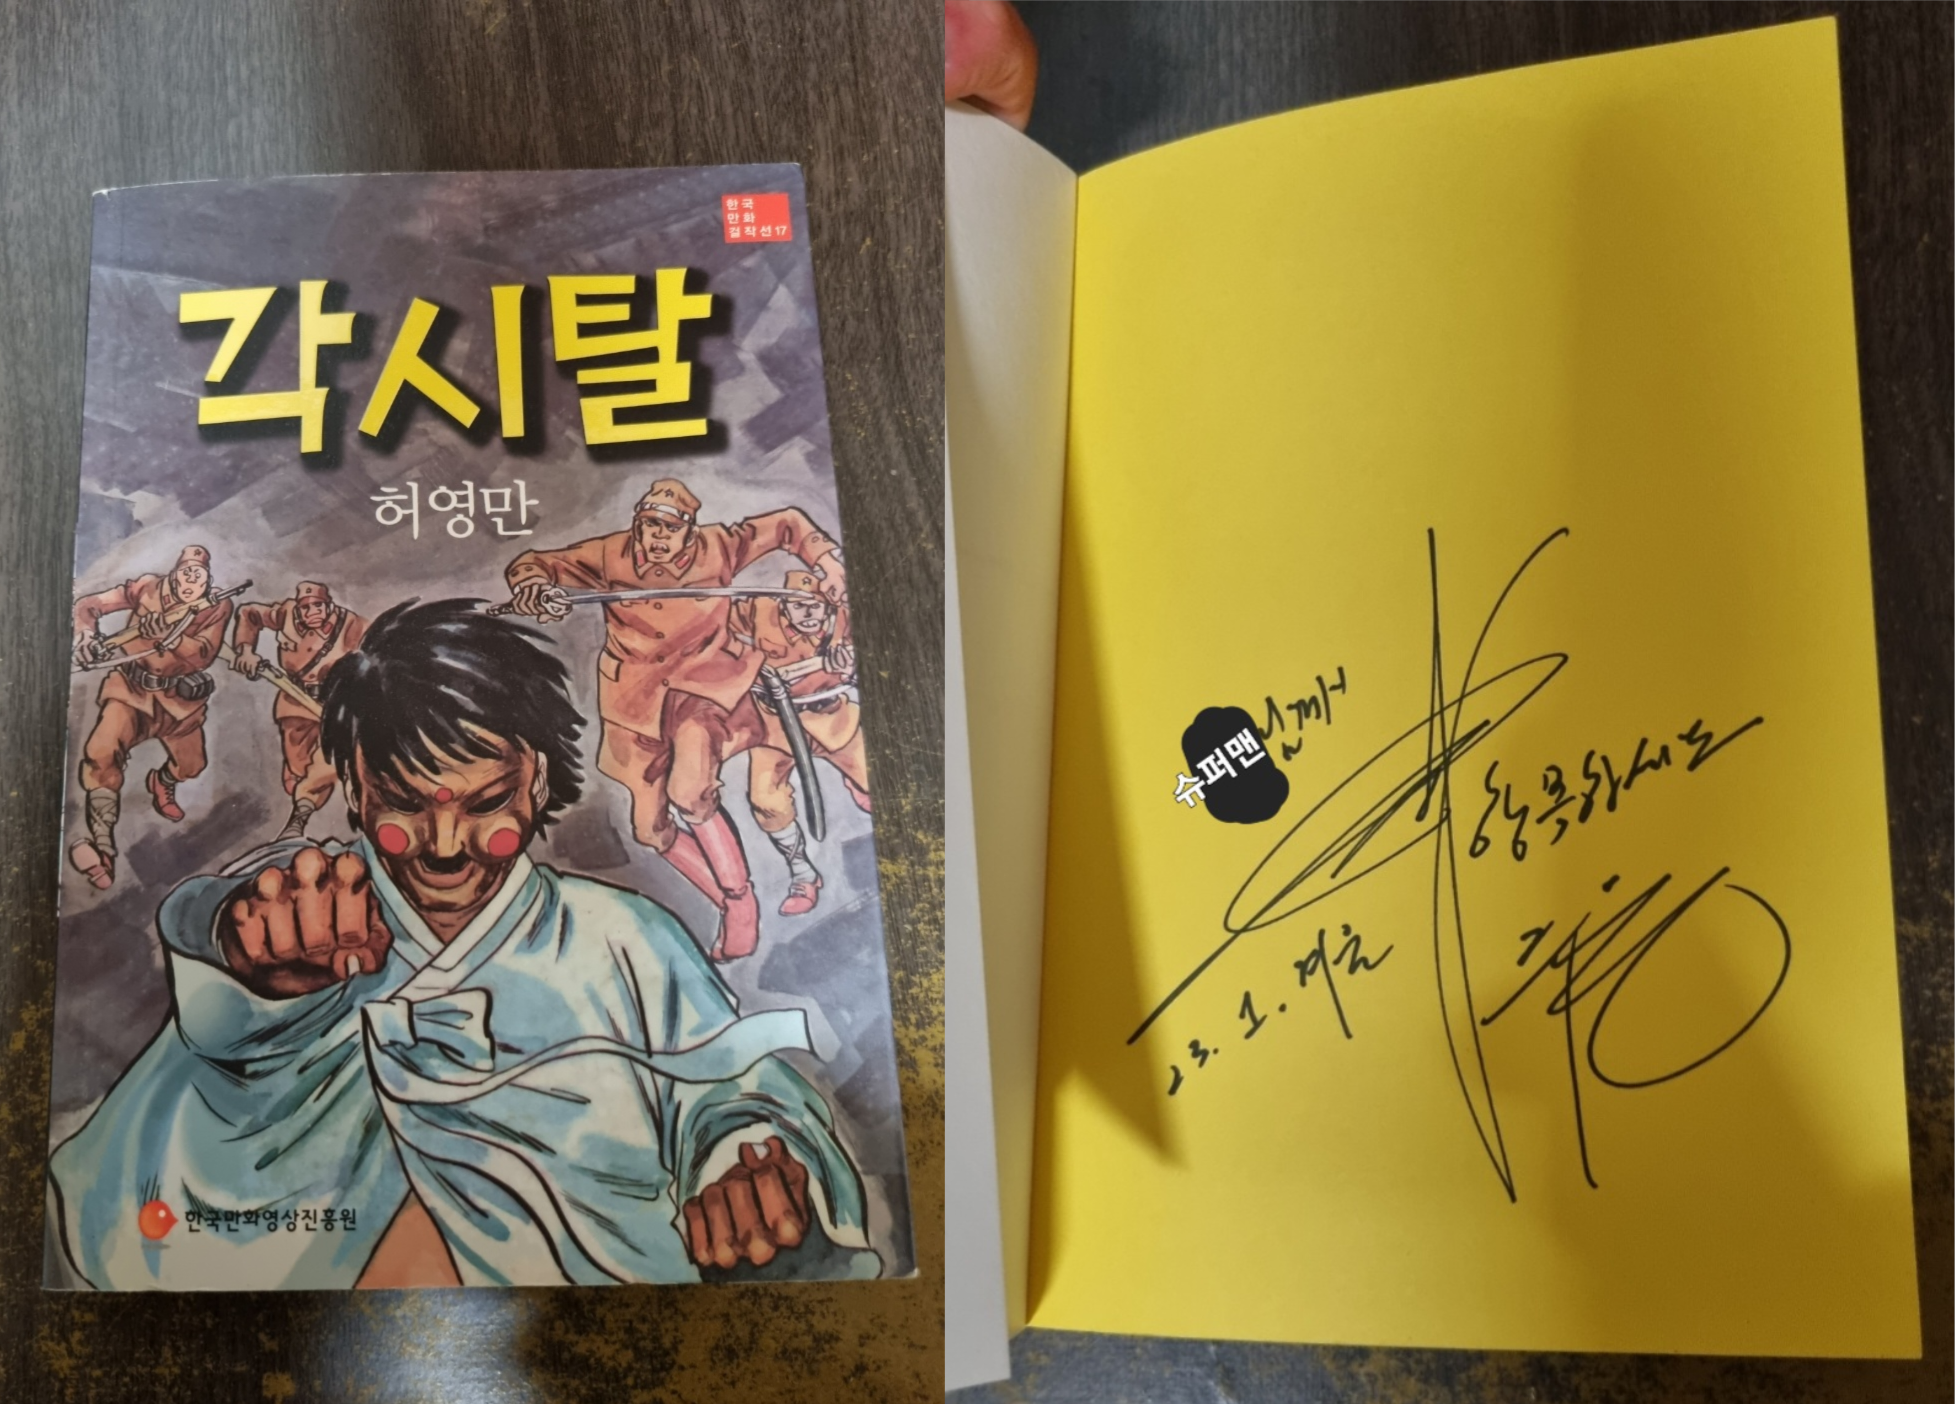 한국
만화
걸작선17
각시탈
허영만
한국만화영상진흥원
슈퍼맨님께
행복하세요
23. 1. 겨울